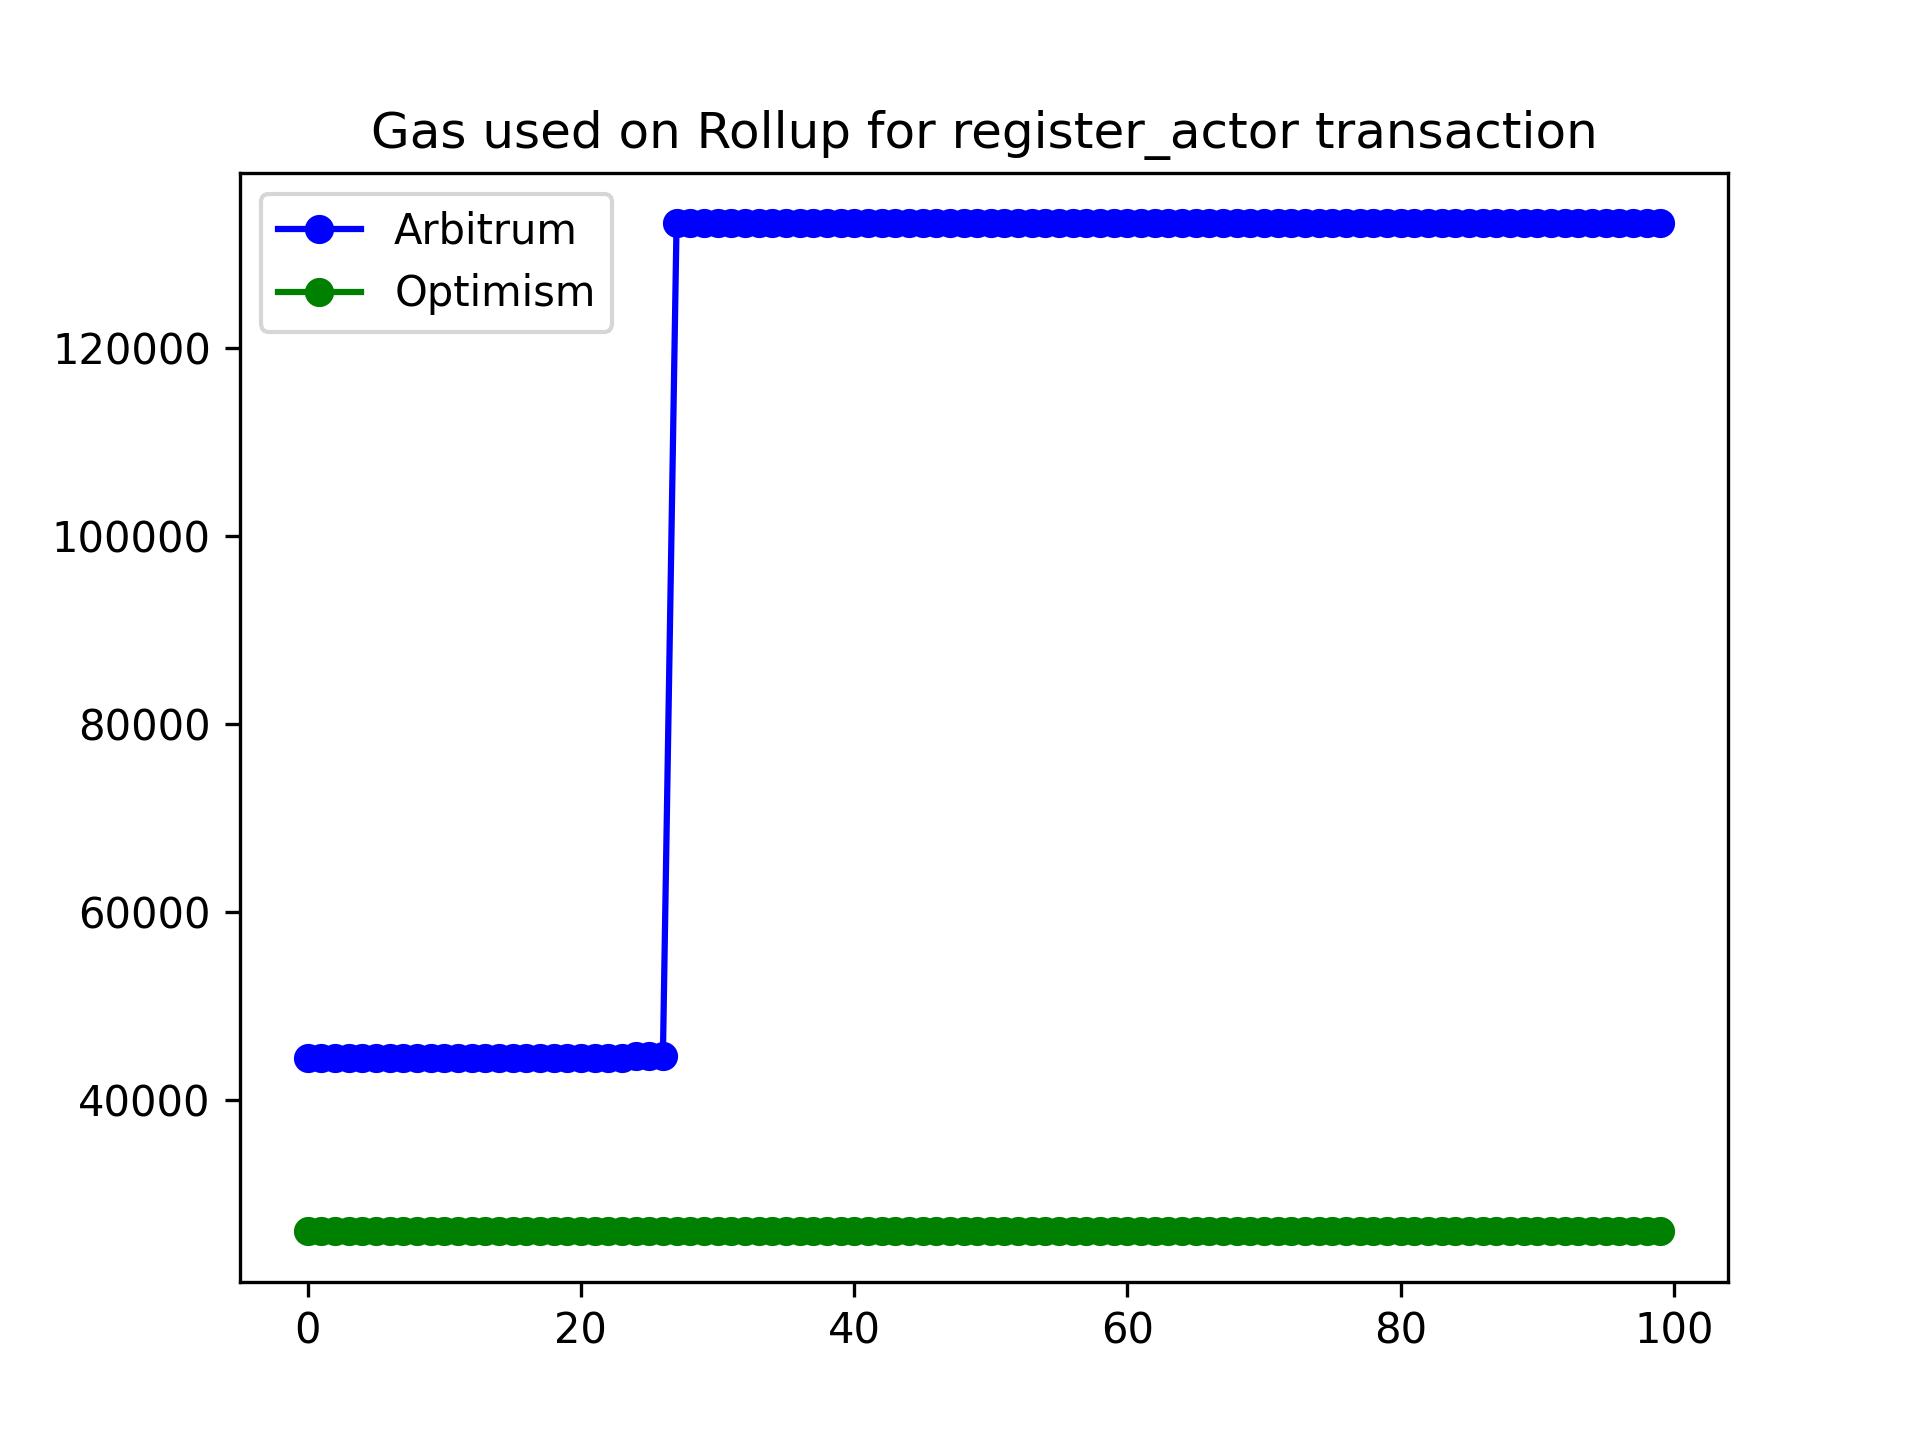 Gas used on Rollup for register_actor transaction
Arbitrum
Optimism
120000
100000
80000
60000
40000
0 20 40 60 80 100